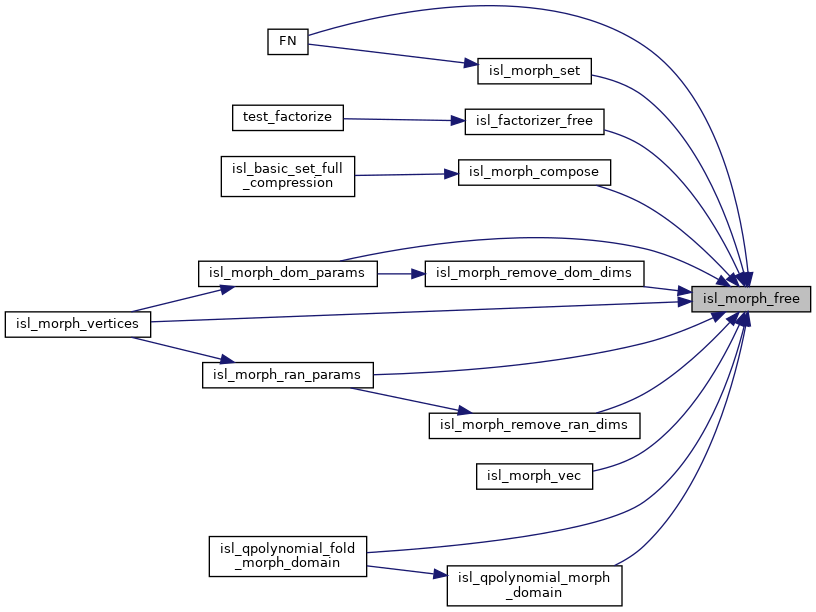 FN
isl_morph_set
test_factorize
isl_factorizer_free
isl_basic_set_full
_compression
isl_morph_compose
isl_morph_dom_params
isl_morph_remove_dom_dims
isl_morph_free
isl_morph_vertices
isl_morph_ran_params
isl_morph_remove_ran_dims
isl_morph_vec
isl_qpolynomial_fold
_morph_domain
isl_qpolynomial_morph
_domain